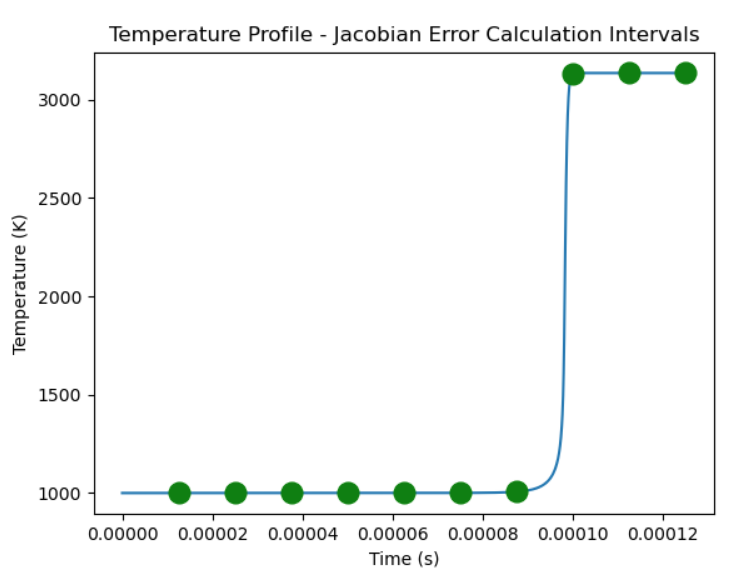 Temperature Profile - Jacobian Error Calculation Intervals
3000
2500
2000
1500
1000
Temperature (K)
0.00000 0.00002 0.00004 0.00006 0.00008 0.00010 0.00012
Time (s)